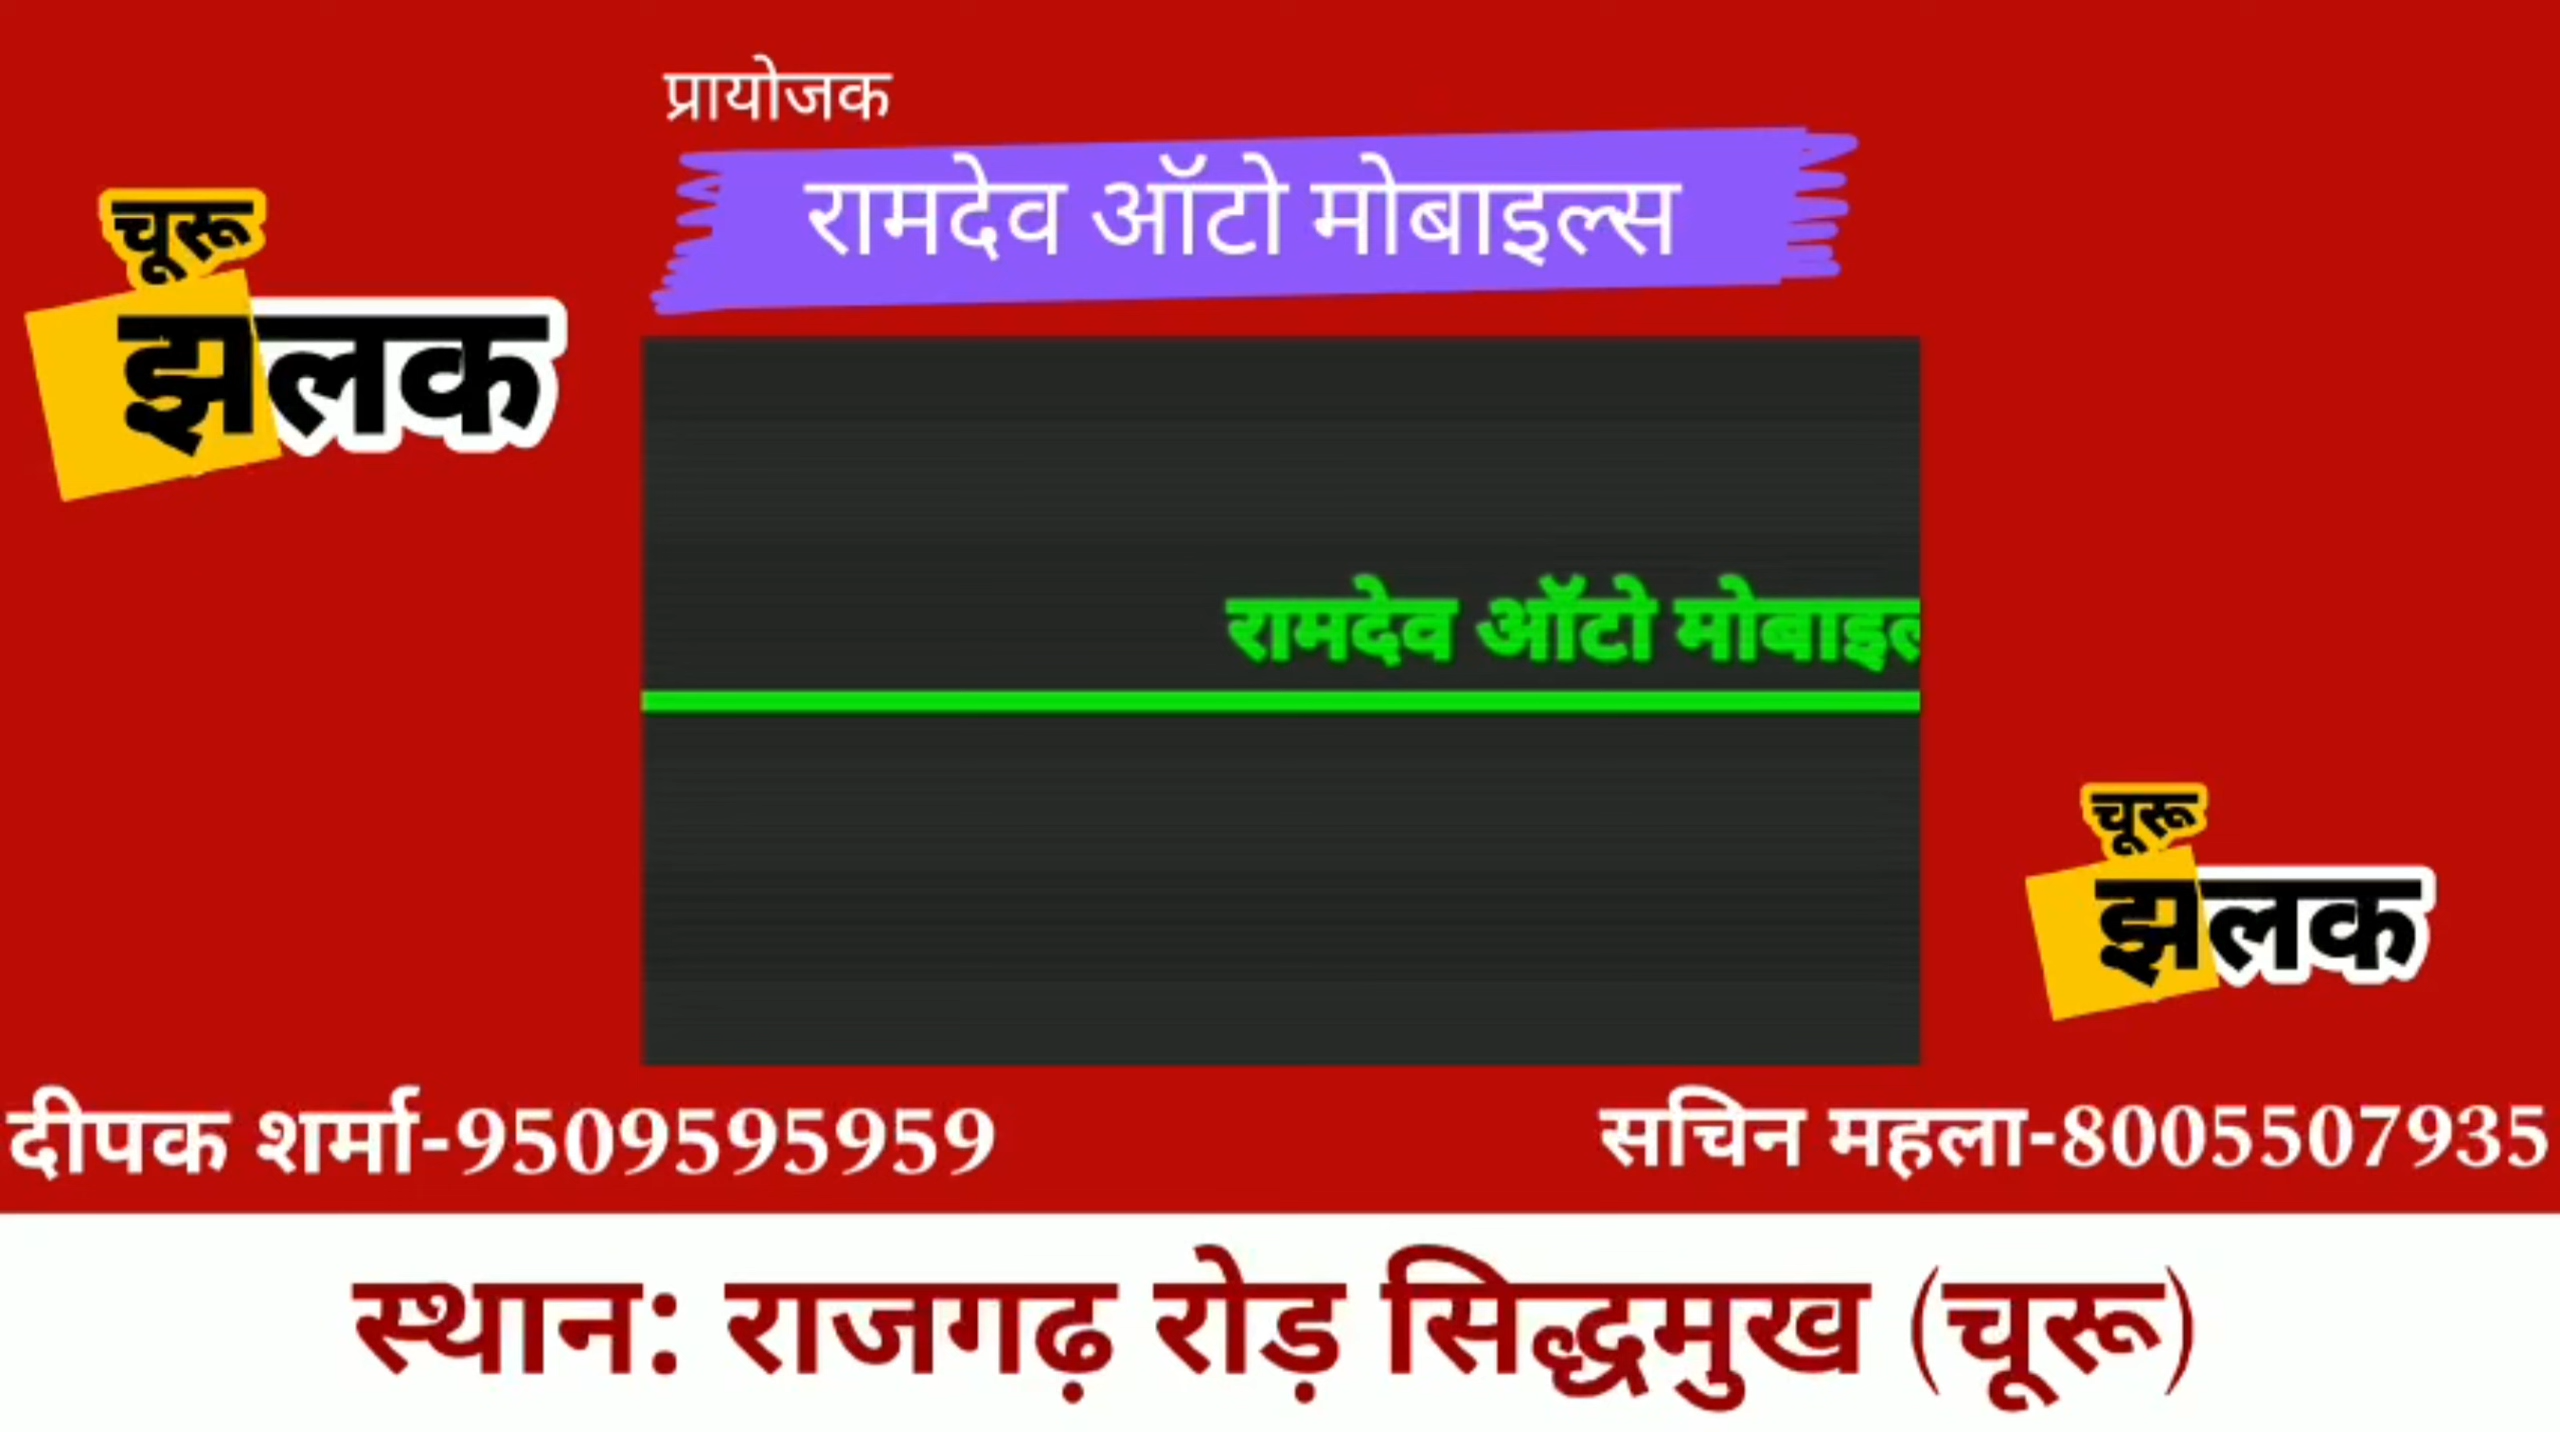 प्रायोजक
रामदेव ऑटो मोबाइल्स
चूरू
झलक
रामदेव ऑटो मोबाइल
चूरू
झलक
दीपक शर्मा-9509595959
सचिन महला-8005507935
स्थान: राजगढ़ रोड़ सिद्धमुख (चूरू)